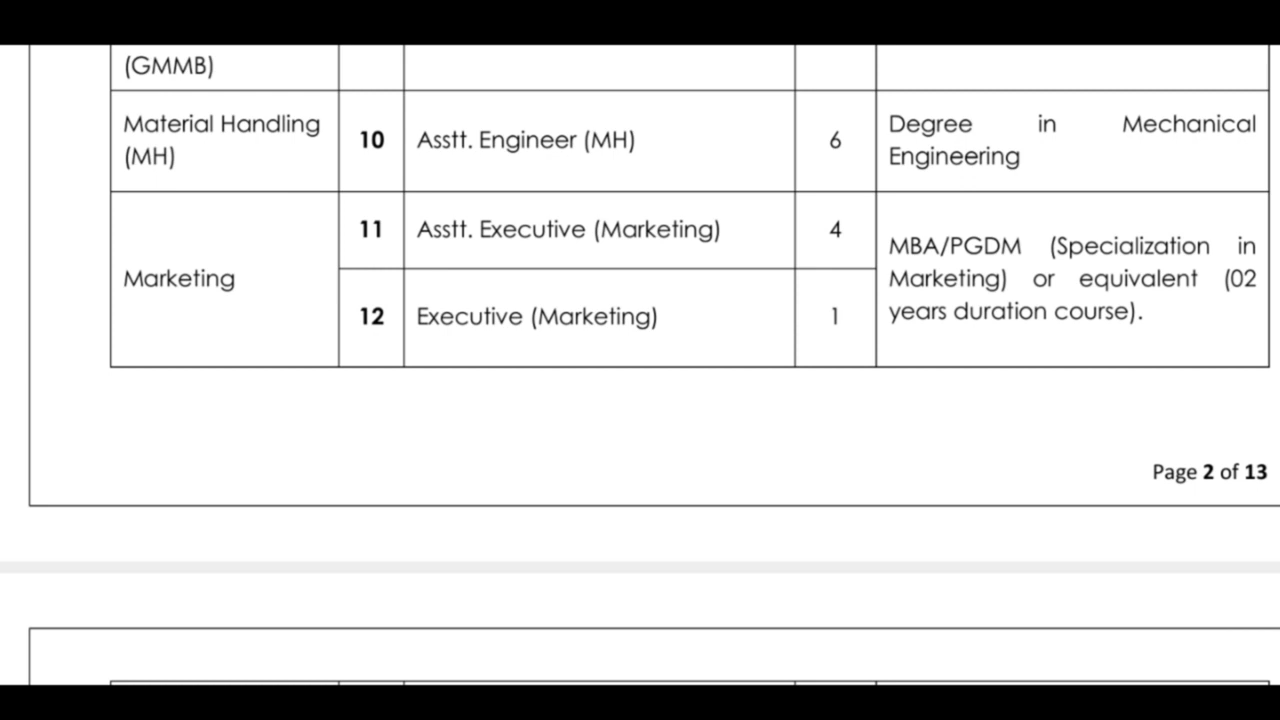 (GMMB)
Material Handling
(MH)
10
Asstt. Engineer (MH)
6
Degree in Mechanical
Engineering
Marketing
11
Asstt. Executive (Marketing)
4
12
Executive (Marketing)
1
MBA/PGDM (Specialization in
Marketing) or equivalent (02
years duration course).
Page 2 of 13